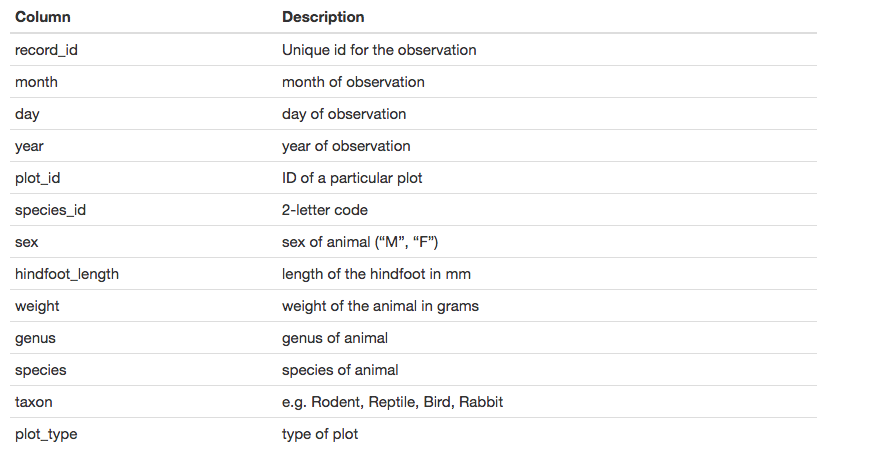 Column Description
record_id Unique id for the observation
month month of observation
day day of observation
year year of observation
plot_id ID of a particular plot
species_id 2-letter code
sex sex of animal (“M”, “F”)
hindfoot_length length of the hindfoot in mm
weight weight of the animal in grams
genus genus of animal
species species of animal
taxon e.g. Rodent, Reptile, Bird, Rabbit
plot_type type of plot